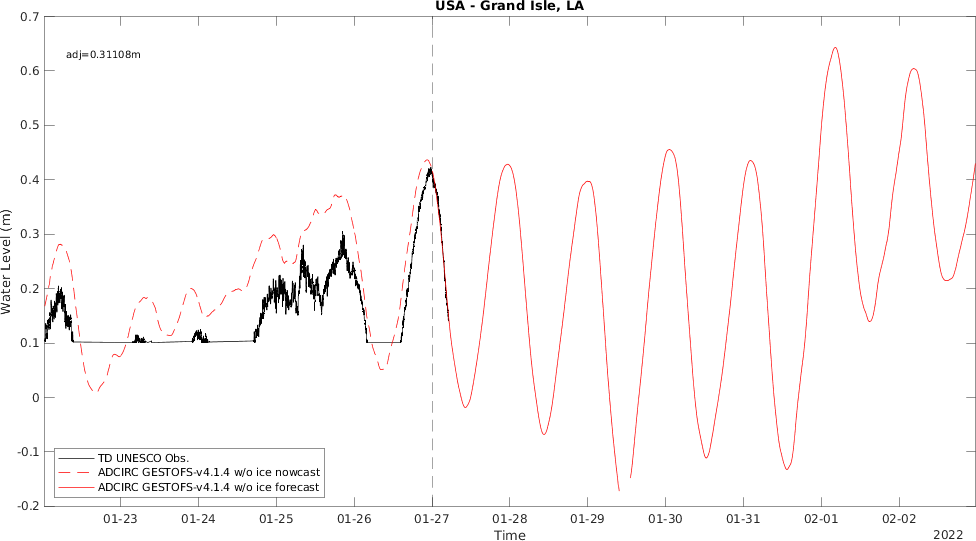 USA - Grand Isle, LA
adj=0.31108m
0.7
0.6
0.5
0.4
0.3
0.2
0.1
0
-0.1
-0.2
Water Level (m)
TD UNESCO Obs.
ADCIRC GESTOFS-v4.1.4 w/o ice nowcast
ADCIRC GESTOFS-v4.1.4 w/o ice forecast
01-23 01-24 01-25 01-26 01-27 01-28 01-29 01-30 01-31 02-01 02-02
Time
2022